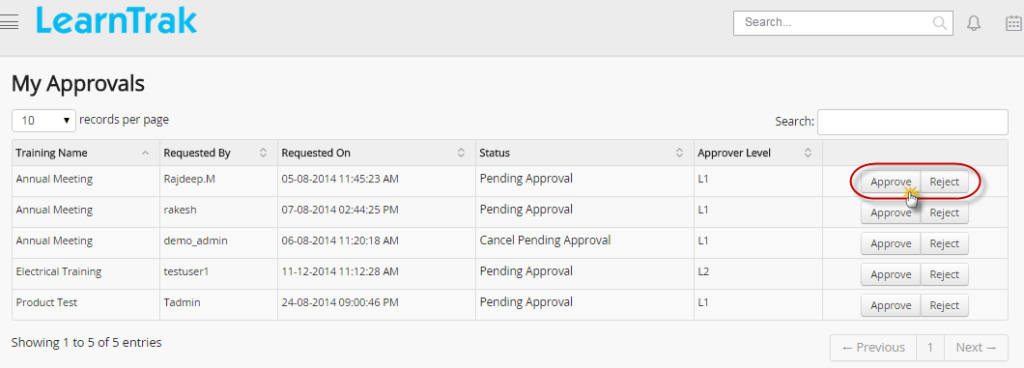 LearnTrak
Search...
My Approvals
10 records per page
Search:
Training Name Requested By Requested On Status Approver Level
Annual Meeting Rajdeep.M 05-08-2014 11:45:23 AM Pending Approval L1 Approve Reject
Annual Meeting rakesh 07-08-2014 02:44:25 PM Pending Approval L1 Approve Reject
Annual Meeting demo_admin 06-08-2014 11:20:18 AM Cancel Pending Approval L1 Approve Reject
Electrical Training testuser1 11-12-2014 11:12:28 AM Pending Approval L2 Approve Reject
Product Test Tadmin 24-08-2014 09:00:46 PM Pending Approval L1 Approve Reject
Showing 1 to 5 of 5 entries
← Previous 1 Next →